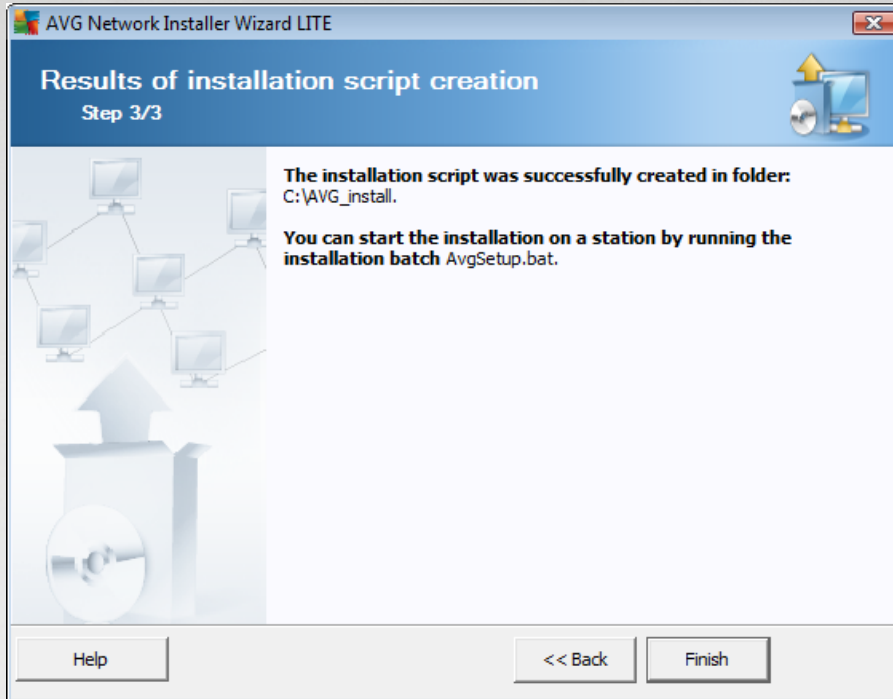 AVG Network Installer Wizard LITE
Results of installation script creation
Step 3/3
The installation script was successfully created in folder:
C:\AVG_install.
You can start the installation on a station by running the
installation batch AvgSetup.bat.
Help
<< Back
Finish